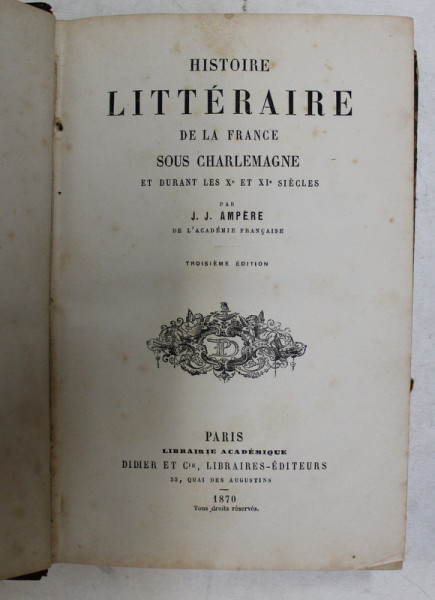 HISTOIRE
LITTÉRAIRE
DE LA FRANCE
SOUS CHARLEMAGNE
ET DURANT LES Xe ET XIe SIÈCLES
PAR
J. J. AMPÈRE
DE L'ACADÉMIE FRANÇAISE
TROISIÈME ÉDITION
PARIS
LIBRAIRIE ACADÉMIQUE
DIDIER ET Cie, LIBRAIRES-ÉDITEURS
35, QUAI DES AUGUSTINS
1870
Tous droits réservés.